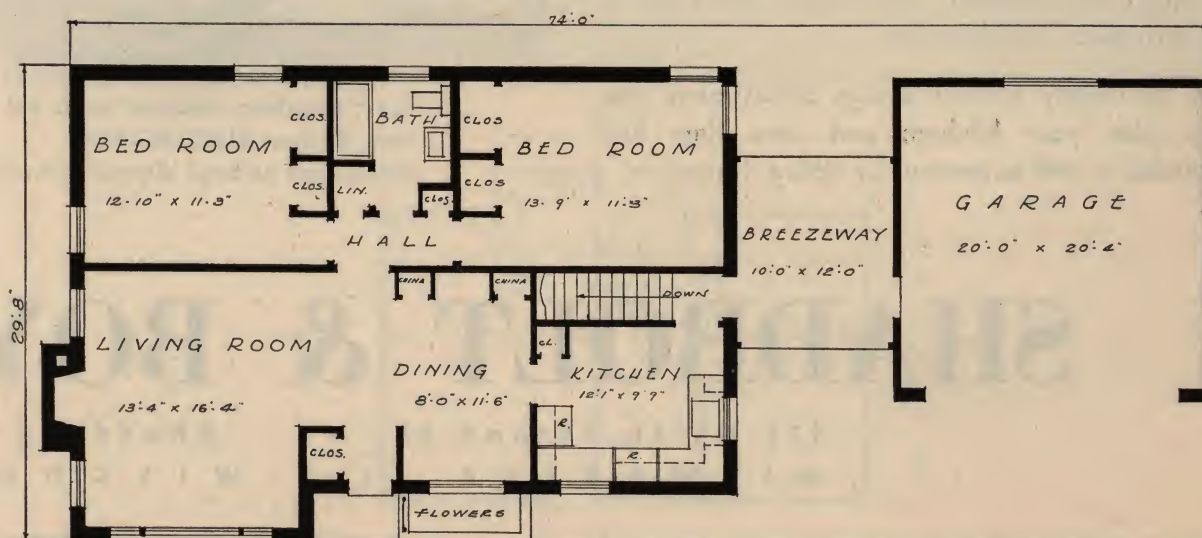 74'-0"
CLOS.
BATH
CLOS
BED ROOM
BED ROOM
CLOS.
LIN.
CLOS.
CLOS
12'-10" x 11'-3"
13'-9" x 11'-3"
GARAGE
20'-0" x 20'-4"
HALL
BREEZEWAY
10'-0" x 12'-0"
CHINA
CHINA
DOWN
29'-8"
LIVING ROOM
13'-4" x 16'-4"
DINING
8'-0" x 11'-6"
CL.
KITCHEN
12'-1" x 9'-9"
R.
R.
CLOS.
FLOWERS